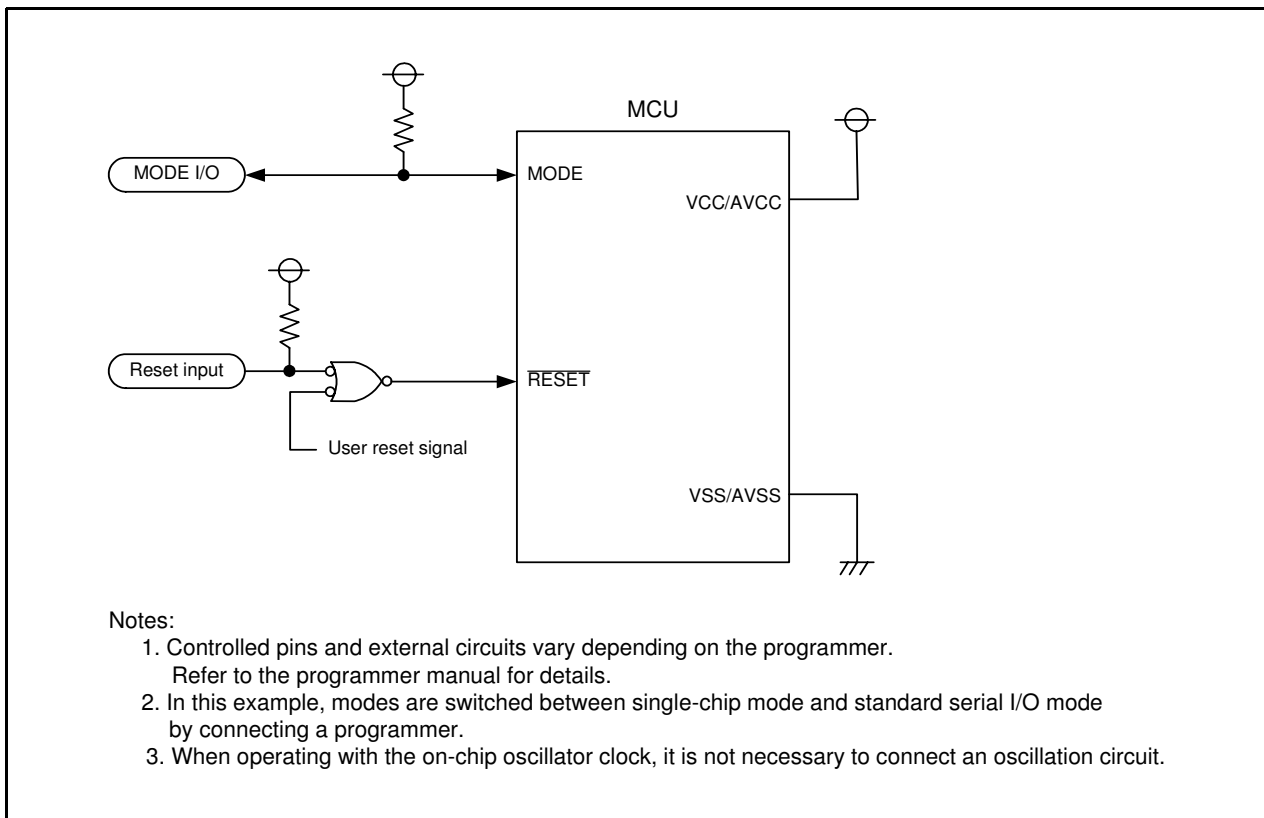 MCU
MODE I/O
MODE
VCC/AVCC
Reset input
RESET
User reset signal
VSS/AVSS
Notes:
1. Controlled pins and external circuits vary depending on the programmer.
Refer to the programmer manual for details.
2. In this example, modes are switched between single-chip mode and standard serial I/O mode
by connecting a programmer.
3. When operating with the on-chip oscillator clock, it is not necessary to connect an oscillation circuit.